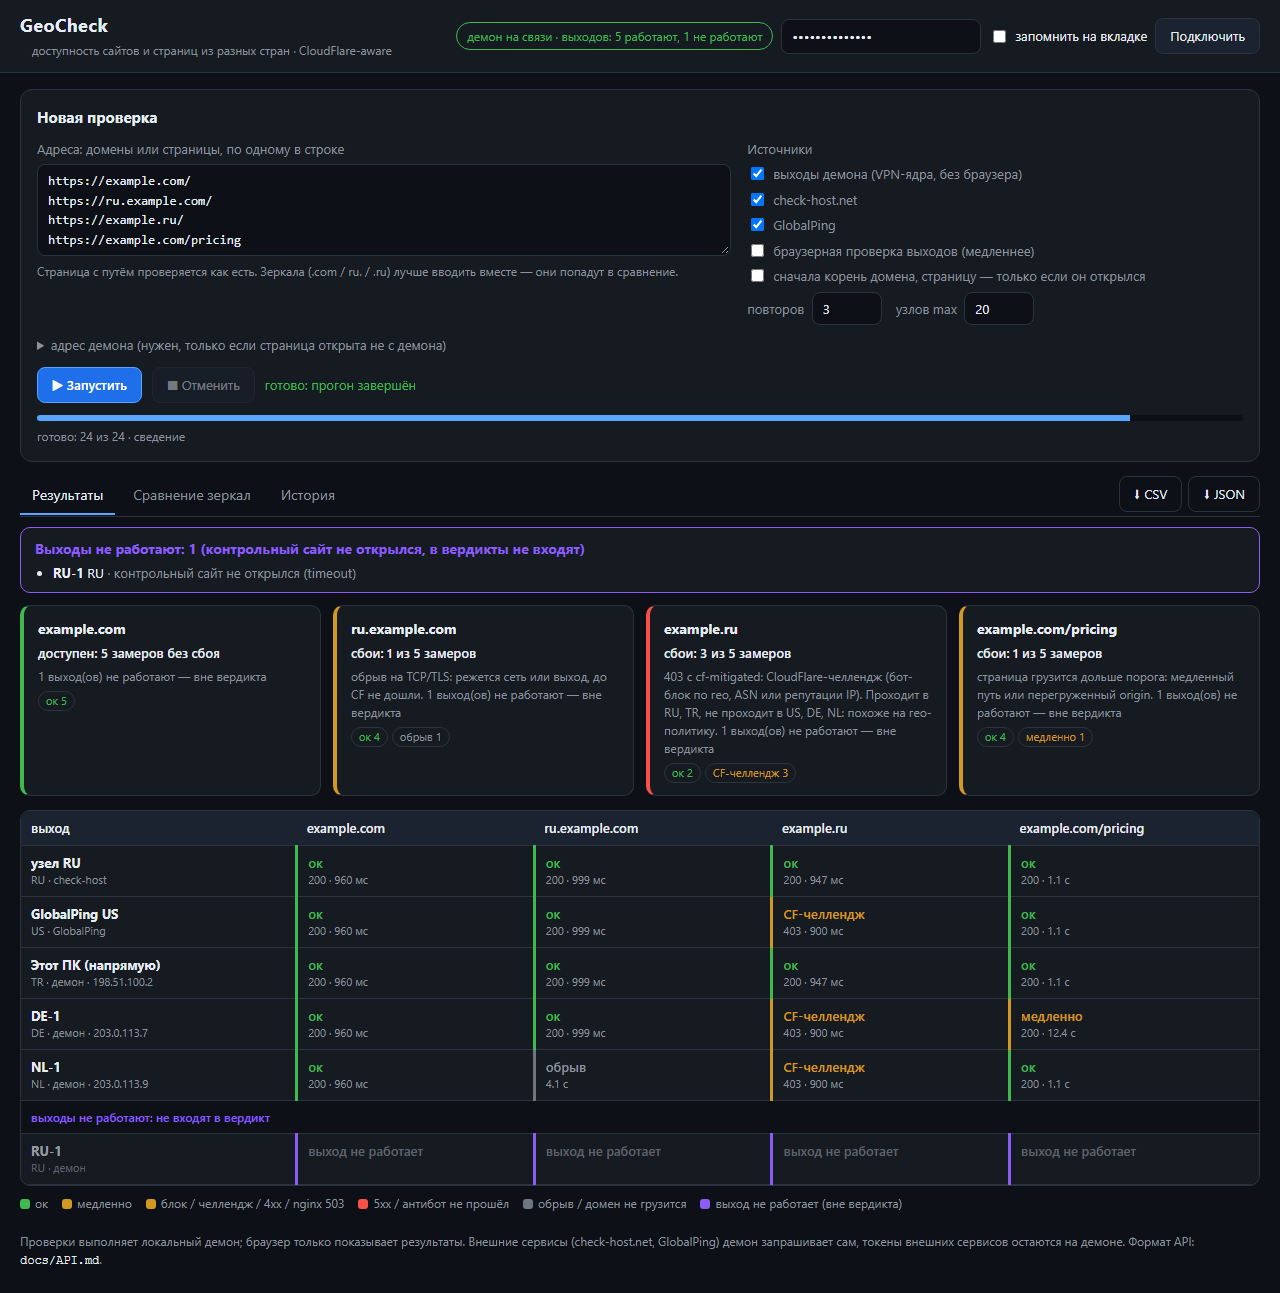 GeoCheck
доступность сайтов и страниц из разных стран · CloudFlare-aware
демон на связи · выходов: 5 работают, 1 не работают
••••••••••••••
запомнить на вкладке
Подключить
Новая проверка
Адреса: домены или страницы, по одному в строке
https://example.com/
https://ru.example.com/
https://example.ru/
https://example.com/pricing
Страница с путём проверяется как есть. Зеркала (.com / ru. / .ru) лучше вводить вместе — они попадут в сравнение.
Источники
выходы демона (VPN-ядра, без браузера)
check-host.net
GlobalPing
браузерная проверка выходов (медленнее)
сначала корень домена, страницу — только если он открылся
повторов 3 узлов max 20
▶ адрес демона (нужен, только если страница открыта не с демона)
▶ Запустить
■ Отменить
готово: прогон завершён
готово: 24 из 24 · сведение
Результаты
Сравнение зеркал
История
⬇ CSV
⬇ JSON
Выходы не работают: 1 (контрольный сайт не открылся, в вердикты не входят)
• RU-1 RU · контрольный сайт не открылся (timeout)
example.com
доступен: 5 замеров без сбоя
1 выход(ов) не работают — вне вердикта
ок 5
ru.example.com
сбои: 1 из 5 замеров
обрыв на TCP/TLS: режется сеть или выход, до
CF не дошли. 1 выход(ов) не работают — вне
вердикта
ок 4
обрыв 1
example.ru
сбои: 3 из 5 замеров
403 с cf-mitigated: CloudFlare-челлендж (бот-
блок по гео, ASN или репутации IP). Проходит в
RU, TR, не проходит в US, DE, NL: похоже на гео-
политику. 1 выход(ов) не работают — вне
вердикта
ок 2
CF-челлендж 3
example.com/pricing
сбои: 1 из 5 замеров
страница грузится дольше порога: медленный
путь или перегруженный origin. 1 выход(ов) не
работают — вне вердикта
ок 4
медленно 1
выход example.com ru.example.com example.ru example.com/pricing
узел RU ок ок ок ок
RU · check-host 200 · 960 мс 200 · 999 мс 200 · 947 мс 200 · 1.1 с
GlobalPing US ок ок CF-челлендж ок
US · GlobalPing 200 · 960 мс 200 · 999 мс 403 · 900 мс 200 · 1.1 с
Этот ПК (напрямую) ок ок ок ок
TR · демон · 198.51.100.2 200 · 960 мс 200 · 999 мс 200 · 947 мс 200 · 1.1 с
DE-1 ок ок CF-челлендж медленно
DE · демон · 203.0.113.7 200 · 960 мс 200 · 999 мс 403 · 900 мс 200 · 12.4 с
NL-1 ок обрыв CF-челлендж ок
NL · демон · 203.0.113.9 200 · 960 мс 4.1 с 403 · 900 мс 200 · 1.1 с
выходы не работают: не входят в вердикт
RU-1 выход не работает выход не работает выход не работает выход не работает
RU · демон
ок медленно блок / челлендж / 4xx / nginx 503 5xx / антибот не прошёл обрыв / домен не грузится выход не работает (вне вердикта)
Проверки выполняет локальный демон; браузер только показывает результаты. Внешние сервисы (check-host.net, GlobalPing) демон запрашивает сам, токены внешних сервисов остаются на демоне. Формат API:
docs/API.md.